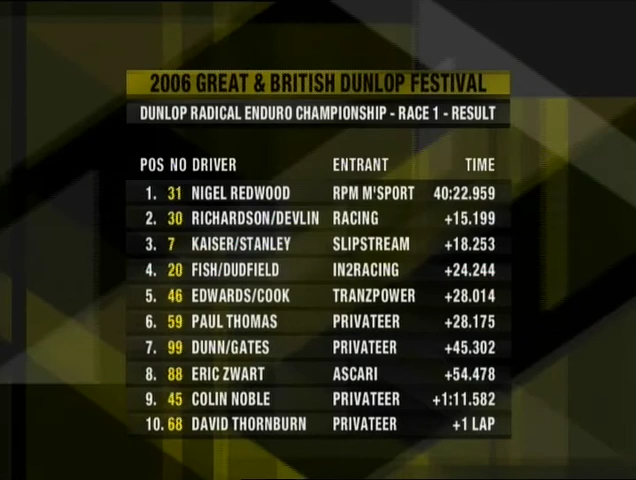 2006 GREAT & BRITISH DUNLOP FESTIVAL
DUNLOP RADICAL ENDURO CHAMPIONSHIP - RACE 1 - RESULT
POS NO DRIVER ENTRANT TIME
1. 31 NIGEL REDWOOD RPM M'SPORT 40:22.959
2. 30 RICHARDSON/DEVLIN RACING +15.199
3. 7 KAISER/STANLEY SLIPSTREAM +18.253
4. 20 FISH/DUDFIELD IN2RACING +24.244
5. 46 EDWARDS/COOK TRANZPOWER +28.014
6. 59 PAUL THOMAS PRIVATEER +28.175
7. 99 DUNN/GATES PRIVATEER +45.302
8. 88 ERIC ZWART ASCARI +54.478
9. 45 COLIN NOBLE PRIVATEER +1:11.582
10. 68 DAVID THORNBURN PRIVATEER +1 LAP